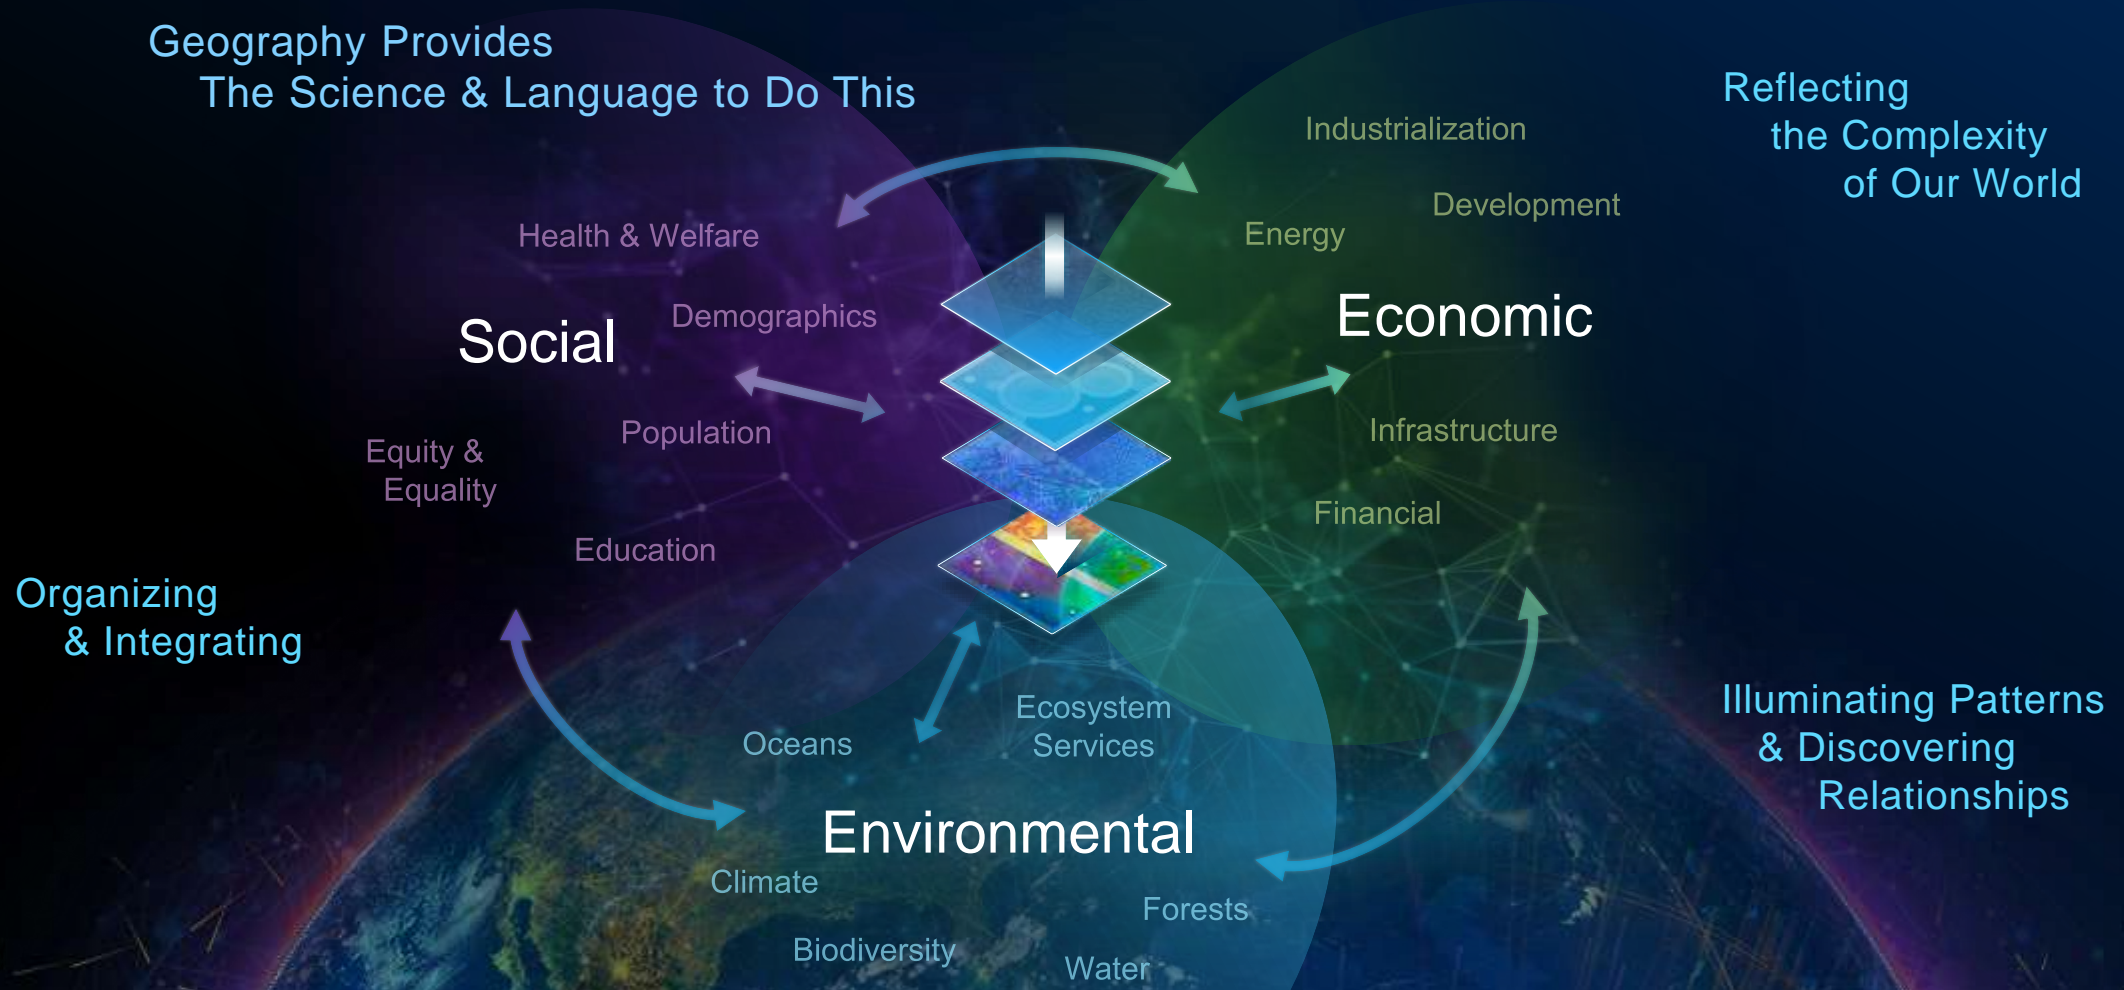 Geography Provides
The Science & Language to Do This
Reflecting
the Complexity
of Our World
Industrialization
Development
Energy
Economic
Infrastructure
Financial
Health & Welfare
Demographics
Social
Population
Equity &
Equality
Education
Organizing
& Integrating
Illuminating Patterns
& Discovering
Relationships
Ecosystem
Services
Oceans
Environmental
Climate
Forests
Biodiversity
Water